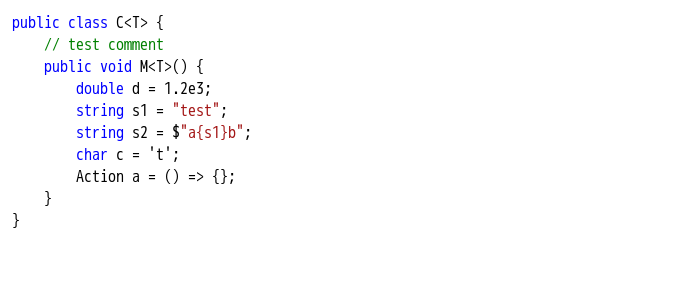 public class C<T> {
    // test comment
    public void M<T>() {
        double d = 1.2e3;
        string s1 = "test";
        string s2 = $"a{s1}b";
        char c = 't';
        Action a = () => {};
    }
}